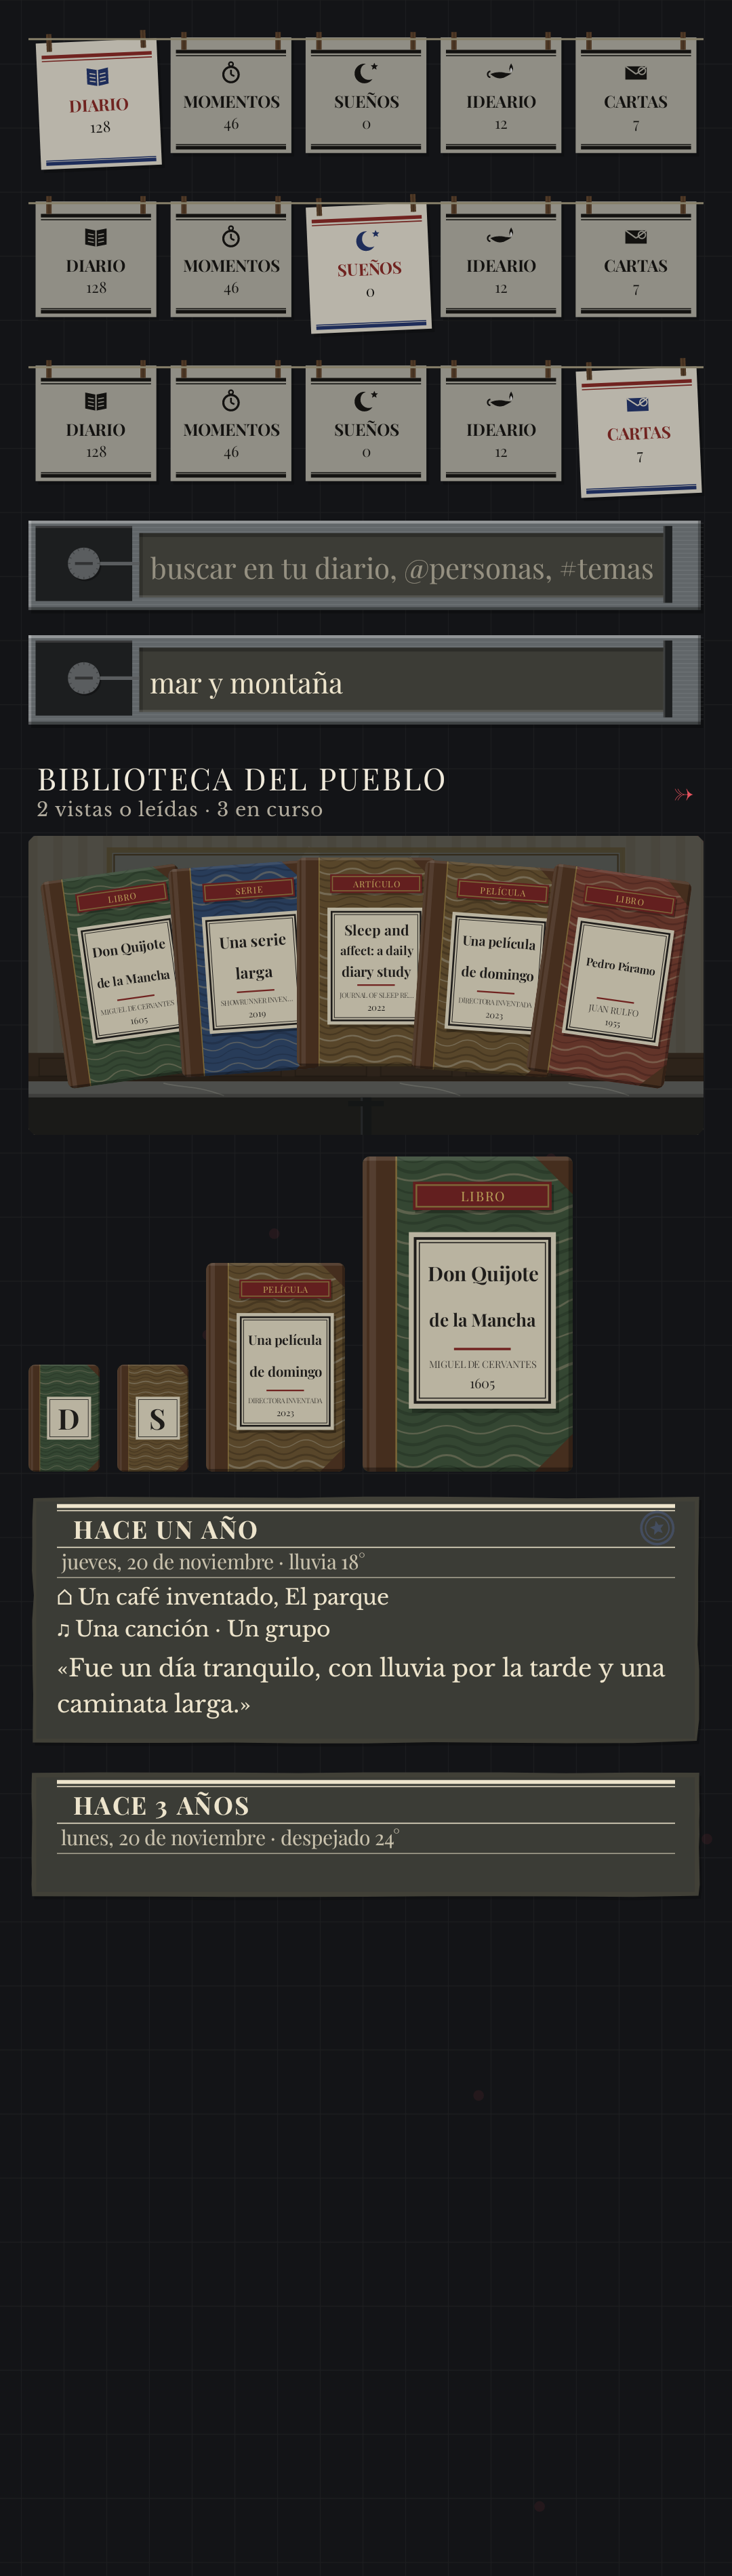 DIARIO
128
MOMENTOS
46
SUEÑOS
0
IDEARIO
12
CARTAS
7
DIARIO
128
MOMENTOS
46
SUEÑOS
0
IDEARIO
12
CARTAS
7
DIARIO
128
MOMENTOS
46
SUEÑOS
0
IDEARIO
12
CARTAS
7
buscar en tu diario, @personas, #temas
mar y montaña
BIBLIOTECA DEL PUEBLO
2 vistas o leídas · 3 en curso
LIBRO
Don Quijote
de la Mancha
MIGUEL DE CERVANTES
1605
SERIE
Una serie
larga
SHOWRUNNER INVEN...
2019
ARTÍCULO
Sleep and
affect: a daily
diary study
JOURNAL OF SLEEP RE...
2022
PELÍCULA
Una película
de domingo
DIRECTORA INVENTADA
2023
LIBRO
Pedro Páramo
JUAN RULFO
1955
D
S
PELÍCULA
Una película
de domingo
DIRECTORA INVENTADA
2023
LIBRO
Don Quijote
de la Mancha
MIGUEL DE CERVANTES
1605
HACE UN AÑO
jueves, 20 de noviembre · lluvia 18°
Un café inventado, El parque
♫ Una canción · Un grupo
«Fue un día tranquilo, con lluvia por la tarde y una
caminata larga.»
HACE 3 AÑOS
lunes, 20 de noviembre · despejado 24°